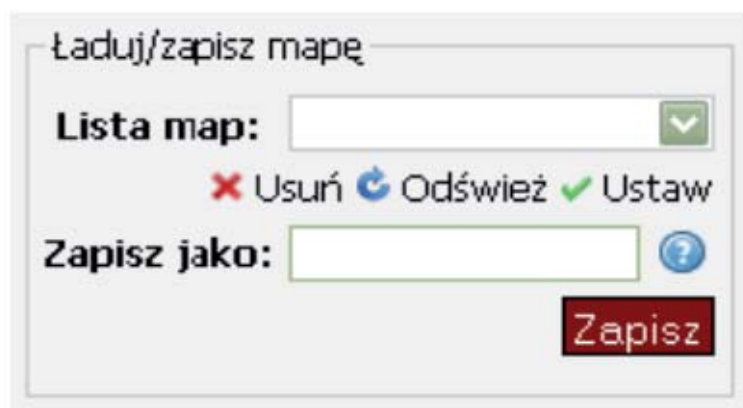 Ładuj/zapisz mapę
Lista map:
Usuń Odśwież Ustaw
Zapisz jako: ?
Zapisz